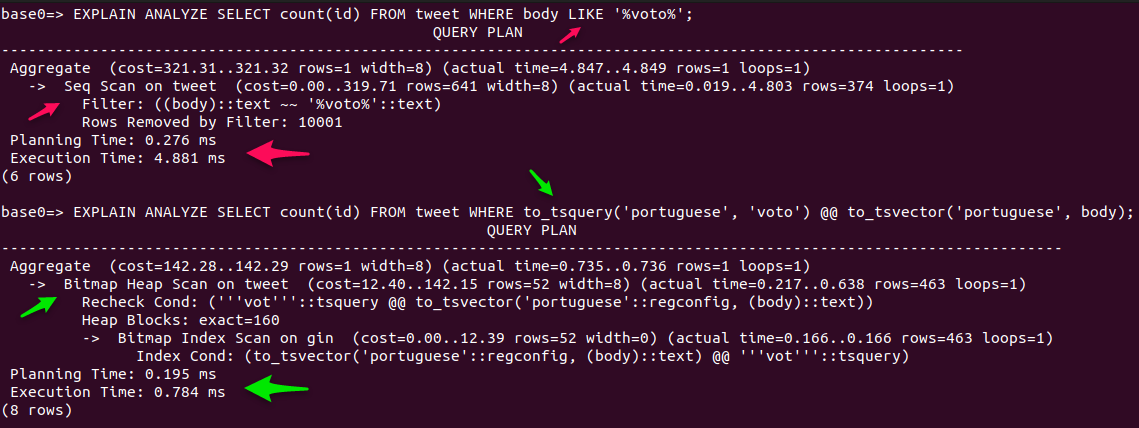 base0=> EXPLAIN ANALYZE SELECT count(id) FROM tweet WHERE body LIKE '%voto%';
QUERY PLAN
-----------------------------------------------------------------------------------------------------------
Aggregate  (cost=321.31..321.32 rows=1 width=8) (actual time=4.847..4.849 rows=1 loops=1)
->  Seq Scan on tweet  (cost=0.00..319.71 rows=641 width=8) (actual time=0.019..4.803 rows=374 loops=1)
Filter: ((body)::text ~~ '%voto%'::text)
Rows Removed by Filter: 10001
Planning Time: 0.276 ms
Execution Time: 4.881 ms
(6 rows)
base0=> EXPLAIN ANALYZE SELECT count(id) FROM tweet WHERE to_tsquery('portuguese', 'voto') @@ to_tsvector('portuguese', body);
QUERY PLAN
----------------------------------------------------------------------------------------------------------------------
Aggregate  (cost=142.28..142.29 rows=1 width=8) (actual time=0.735..0.736 rows=1 loops=1)
->  Bitmap Heap Scan on tweet  (cost=12.40..142.15 rows=52 width=8) (actual time=0.217..0.638 rows=463 loops=1)
Recheck Cond: ('''vot'''::tsquery @@ to_tsvector('portuguese'::regconfig, (body)::text))
Heap Blocks: exact=160
->  Bitmap Index Scan on gin  (cost=0.00..12.39 rows=52 width=0) (actual time=0.166..0.166 rows=463 loops=1)
Index Cond: (to_tsvector('portuguese'::regconfig, (body)::text) @@ '''vot'''::tsquery)
Planning Time: 0.195 ms
Execution Time: 0.784 ms
(8 rows)